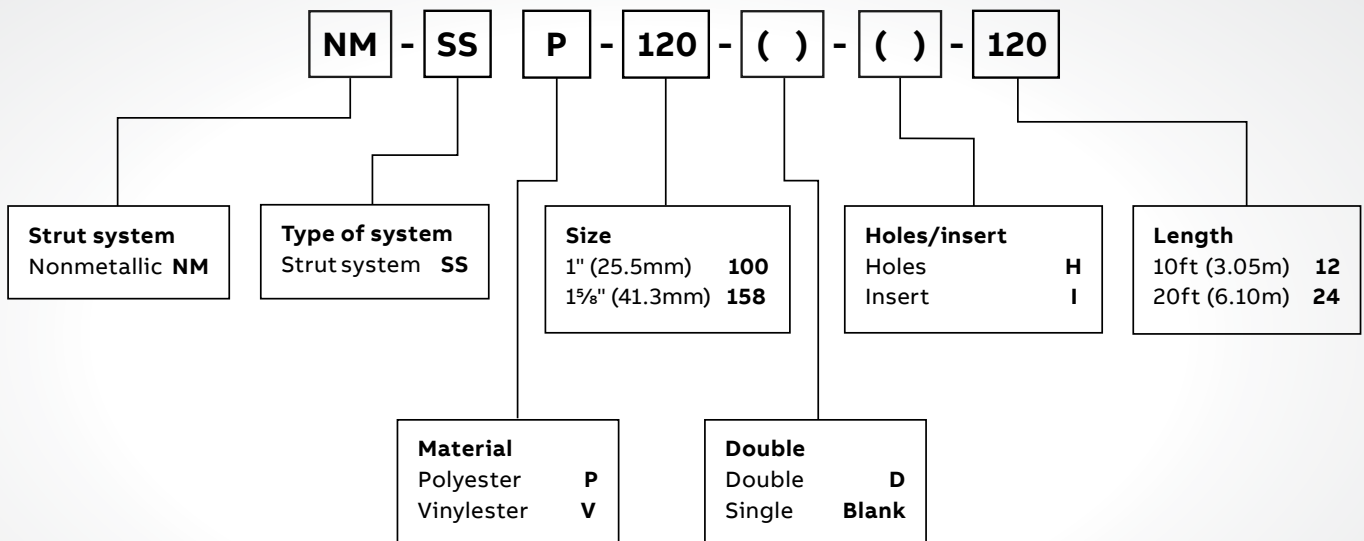 NM - SS P - 120 - ( ) - ( ) - 120
Strut system
Nonmetallic NM
Type of system
Strut system SS
Size
1" (25.5mm) 100
1⅝" (41.3mm) 158
Holes/insert
Holes H
Insert I
Length
10ft (3.05m) 12
20ft (6.10m) 24
Material
Polyester P
Vinylester V
Double
Double D
Single Blank